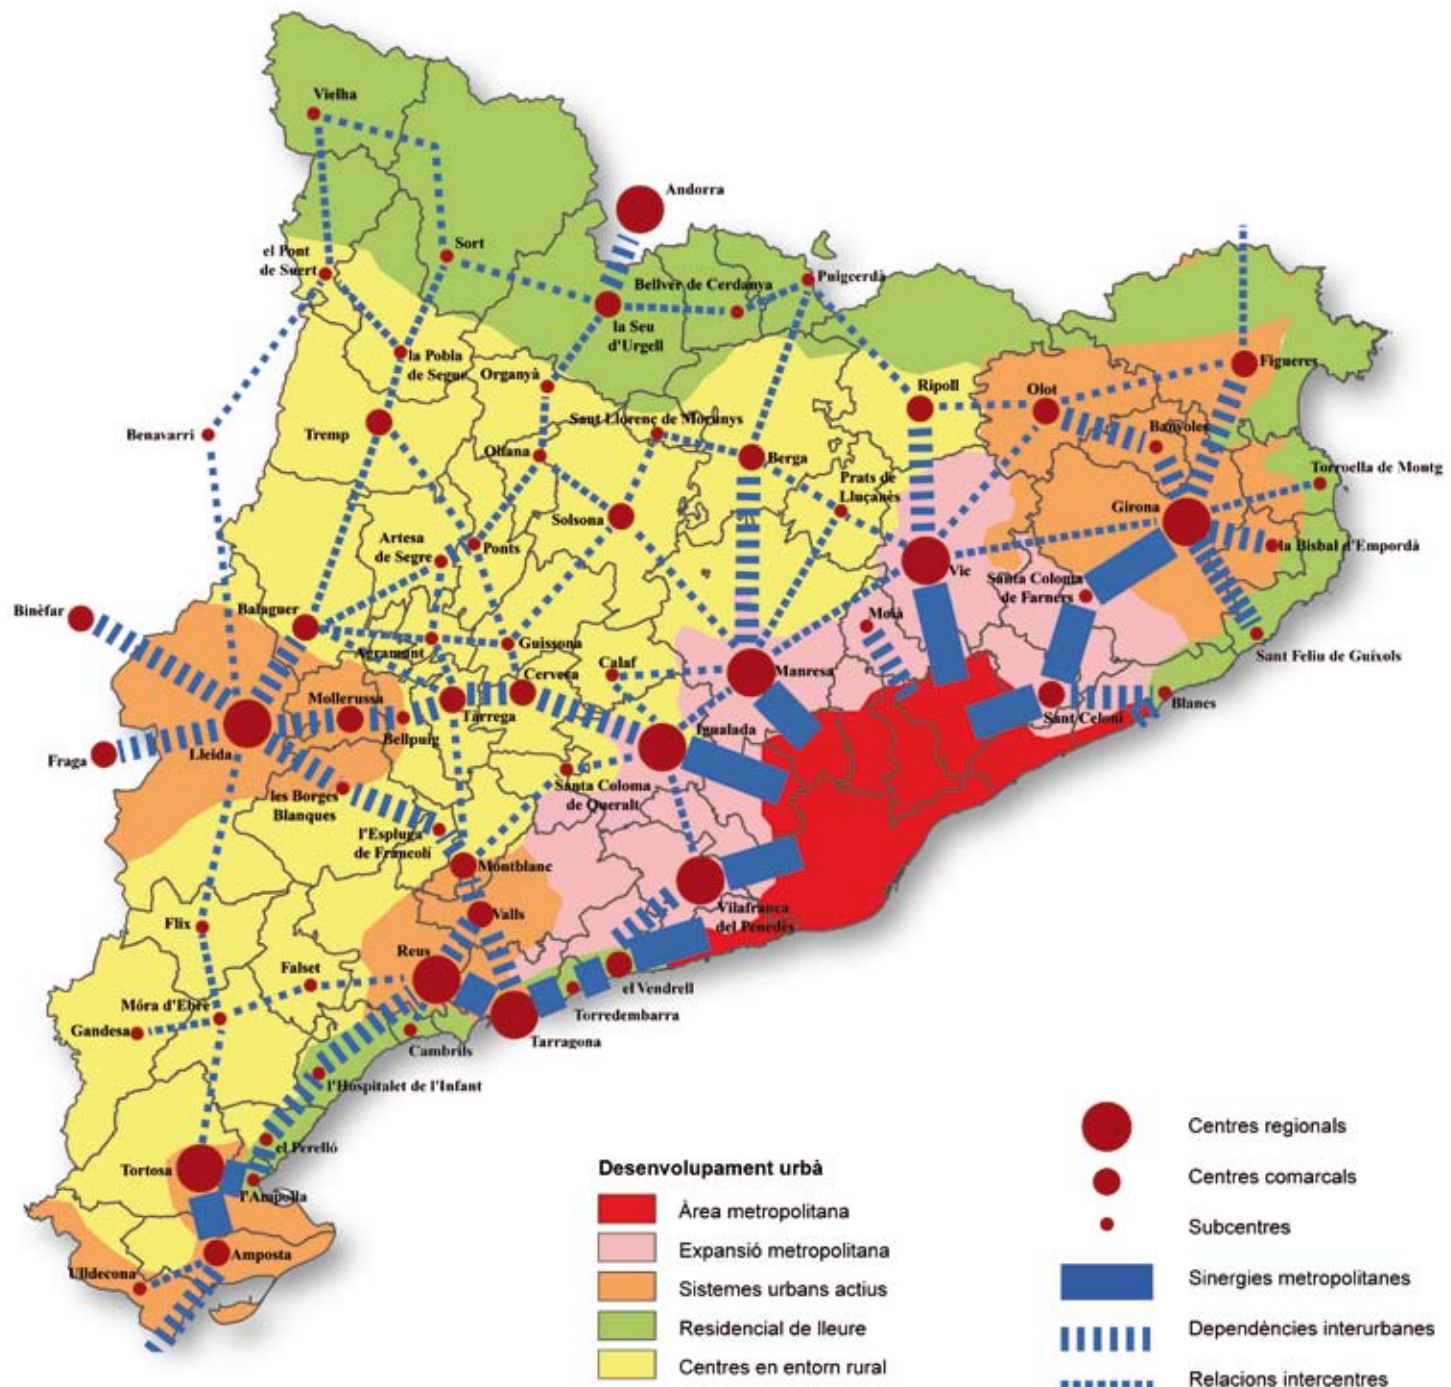 Vielha
Andorra
Sort
el Pont
de Suert
Bellver de Cerdanya
Puigcerdà
la Seu
d'Urgell
la Pobla
de Segur
Organyà
Figueres
Ripoll
Olot
Benavarri
Tremp
Sant Llorenç de Morunys
Banyoles
Oliana
Berga
Torroella de Montg
Prats de
Lluçanès
Girona
Solsona
Artesa
de Segre
Ponts
la Bisbal d'Empordà
Vic
Santa Coloma
de Farners
Binèfar
Balaguer
Moià
Agramunt
Guissona
Sant Feliu de Guíxols
Calaf
Manresa
Cervera
Mollerussa
Tàrrega
Blanes
Sant Celoni
Igualada
Bellpuig
Lleida
Fraga
les Borges
Blanques
Santa Coloma
de Queralt
l'Espluga
de Francolí
Montblanc
Vilafranca
del Penedès
Valls
Flix
Reus
Falset
el Vendrell
Móra d'Ebre
Torredembarra
Gandesa
Tarragona
Cambrils
l'Hospitalet de l'Infant
el Perelló
Tortosa
l'Ampolla
Amposta
Ulldecona
Desenvolupament urbà
Àrea metropolitana
Expansió metropolitana
Sistemes urbans actius
Residencial de lleure
Centres en entorn rural
Centres regionals
Centres comarcals
Subcentres
Sinergies metropolitanes
Dependències interurbanes
Relacions intercentres